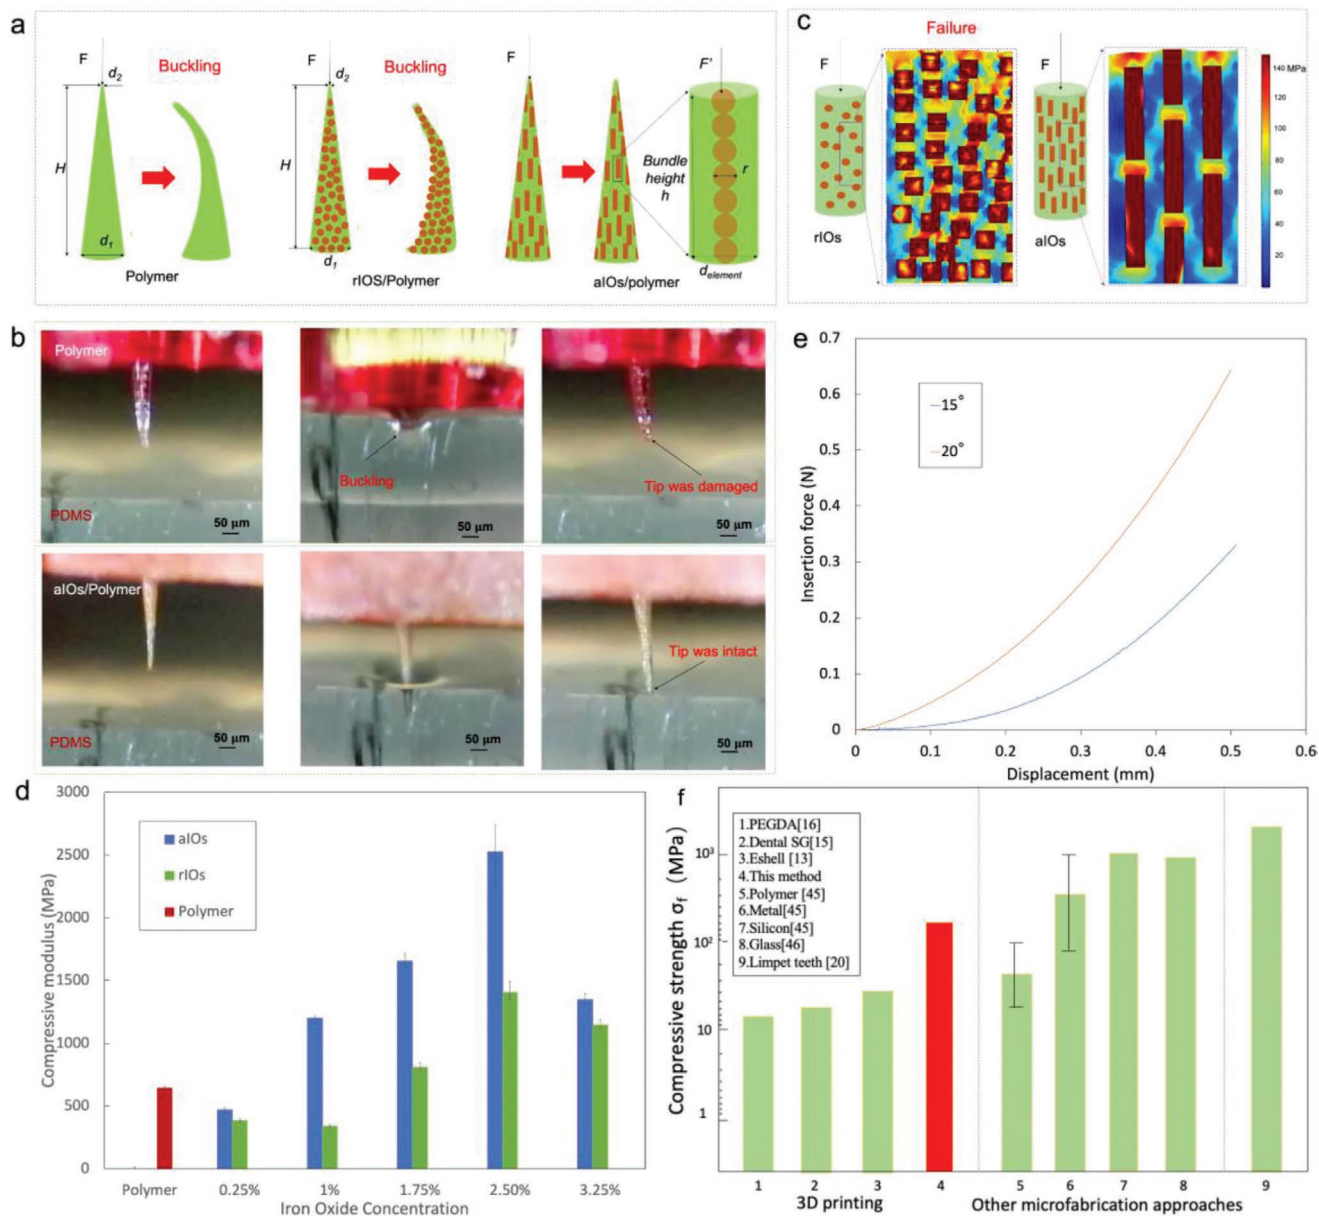 a
F
d2
Buckling
H
d1
Polymer
F
d2
Buckling
H
d1
rIOS/Polymer
F
F'
Bundle
height
h
r
delement
aIOs/polymer
c
Failure
F
rIOs
F
aIOs
140 MPa
120
100
80
60
40
20
b
Polymer
PDMS
50 μm
Buckling
50 μm
Tip was damaged
50 μm
aIOs/Polymer
PDMS
50 μm
50 μm
Tip was intact
50 μm
e
0.7
0.6
0.5
0.4
0.3
0.2
0.1
0
Insertion force (N)
15°
20°
0 0.1 0.2 0.3 0.4 0.5 0.6
Displacement (mm)
d
3000
2500
2000
1500
1000
500
0
Compressive modulus (MPa)
aIOs
rIOs
Polymer
Polymer 0.25% 1% 1.75% 2.50% 3.25%
Iron Oxide Concentration
f
Compressive strength σf (MPa)
10³
10²
10
1
1.PEGDA[16]
2.Dental SG[15]
3.Eshell [13]
4.This method
5.Polymer [45]
6.Metal[45]
7.Silicon[45]
8.Glass[46]
9.Limpet teeth [20]
1 2 3 4 5 6 7 8 9
3D printing
Other microfabrication approaches